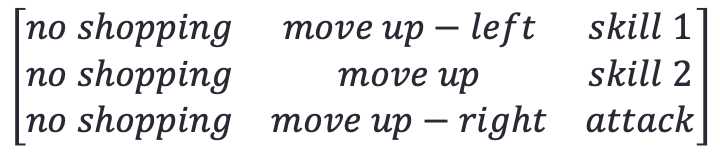 no shopping move up − left skill 1
no shopping move up skill 2
no shopping move up − right attack